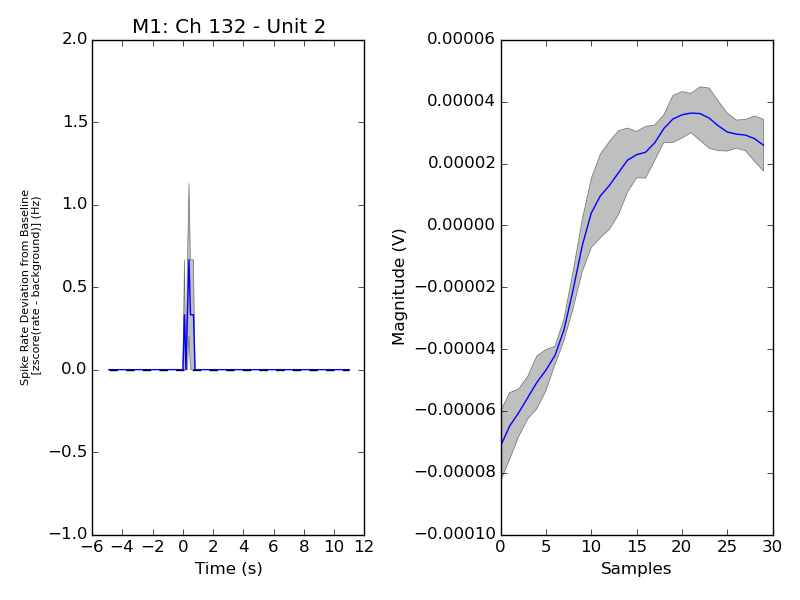 M1: Ch 132 - Unit 2
2.0
1.5
1.0
0.5
0.0
−0.5
−1.0
−6 −4 −2 0 2 4 6 8 10 12
Time (s)
Spike Rate Deviation from Baseline
[zscore(rate - background)] (Hz)
0.00006
0.00004
0.00002
0.00000
−0.00002
−0.00004
−0.00006
−0.00008
−0.00010
0 5 10 15 20 25 30
Samples
Magnitude (V)